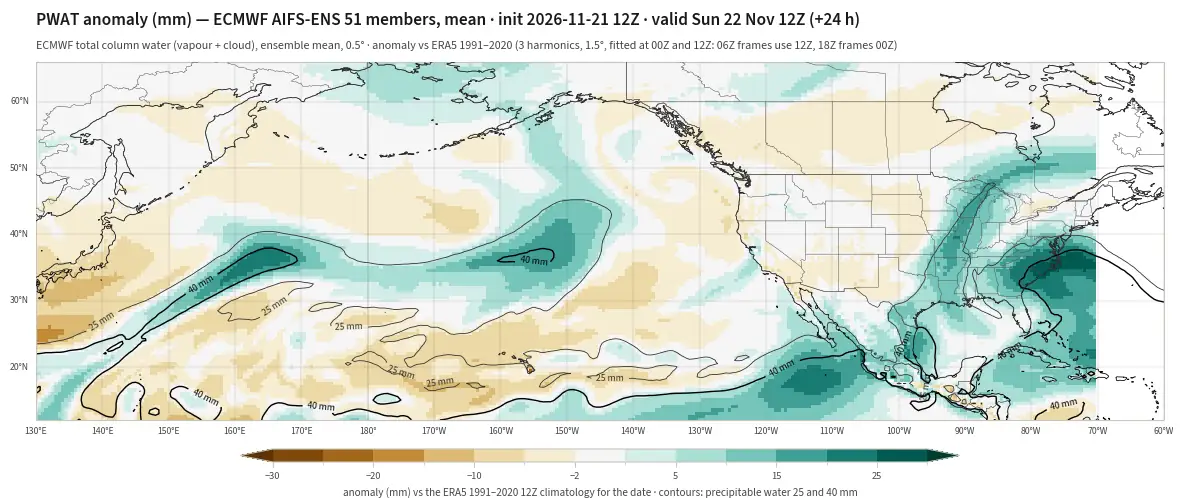 PWAT anomaly (mm) — ECMWF AIFS-ENS 51 members, mean · init 2026-11-21 12Z · valid Sun 22 Nov 12Z (+24 h)
ECMWF total column water (vapour + cloud), ensemble mean, 0.5° · anomaly vs ERA5 1991–2020 (3 harmonics, 1.5°, fitted at 00Z and 12Z: 06Z frames use 12Z, 18Z frames 00Z)
60°N
50°N
40°N
40 mm
40 mm
30°N
25 mm
25 mm
25 mm
40 mm
20°N
25 mm
25 mm
25 mm
40 mm
40 mm
40 mm
40 mm
130°E 140°E 150°E 160°E 170°E 180° 170°W 160°W 150°W 140°W 130°W 120°W 110°W 100°W 90°W 80°W 70°W 60°W
−30 −20 −10 −2 5 15 25
anomaly (mm) vs the ERA5 1991–2020 12Z climatology for the date · contours: precipitable water 25 and 40 mm